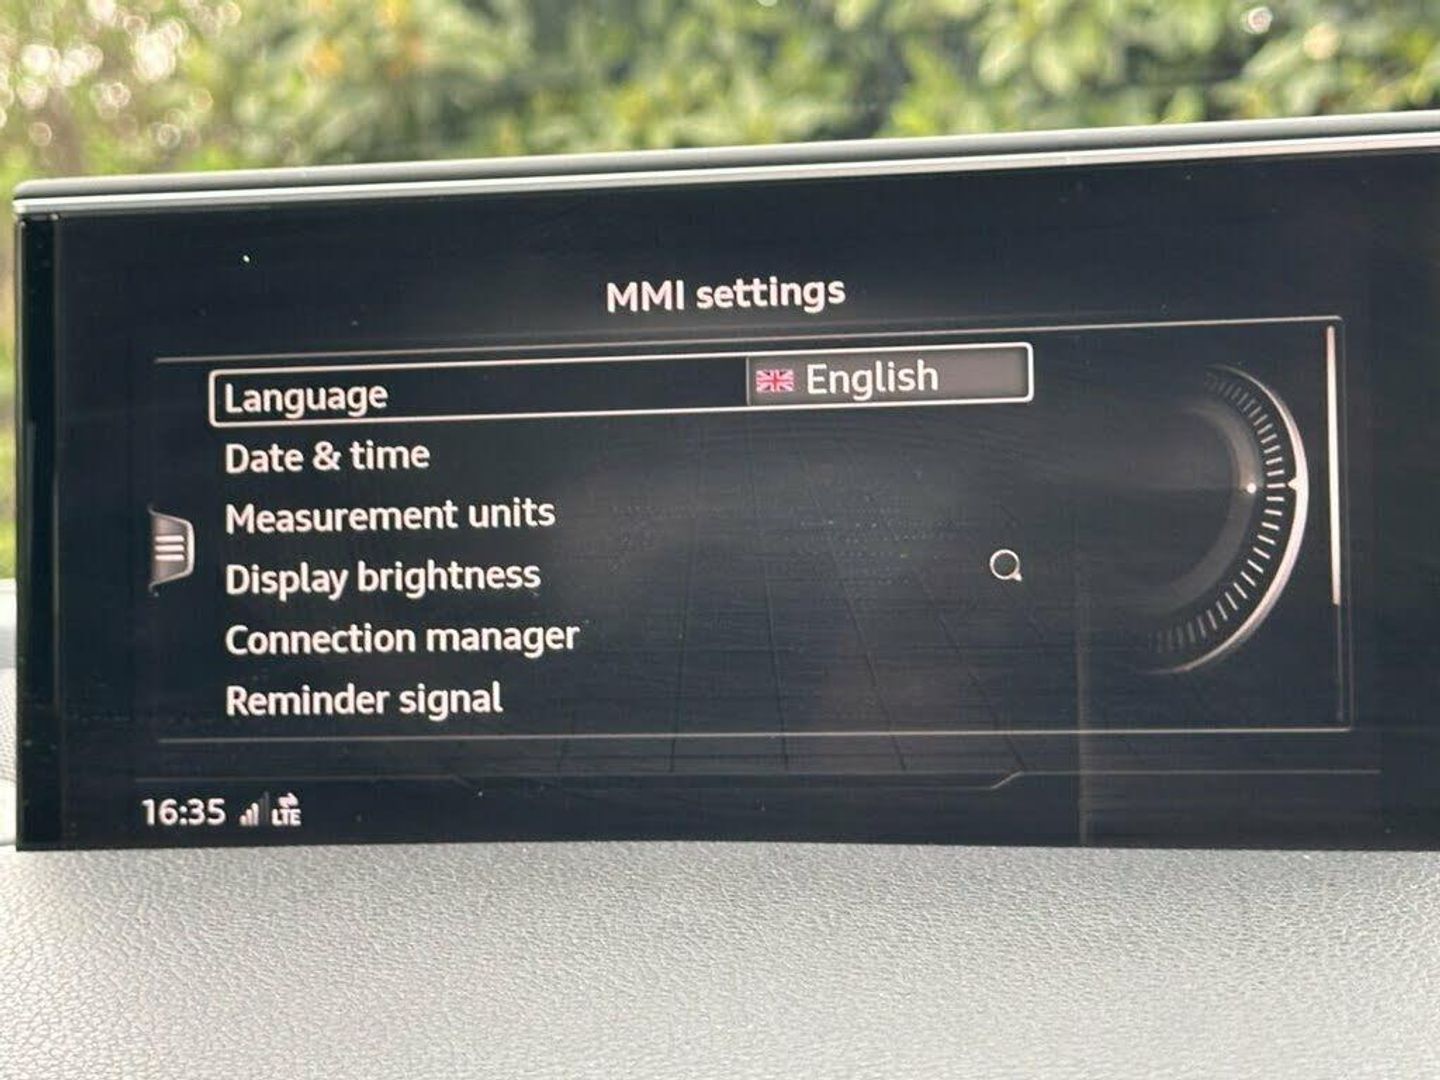 MMI settings
Language English
Date & time
Measurement units
Display brightness
Connection manager
Reminder signal
16:35 LTE